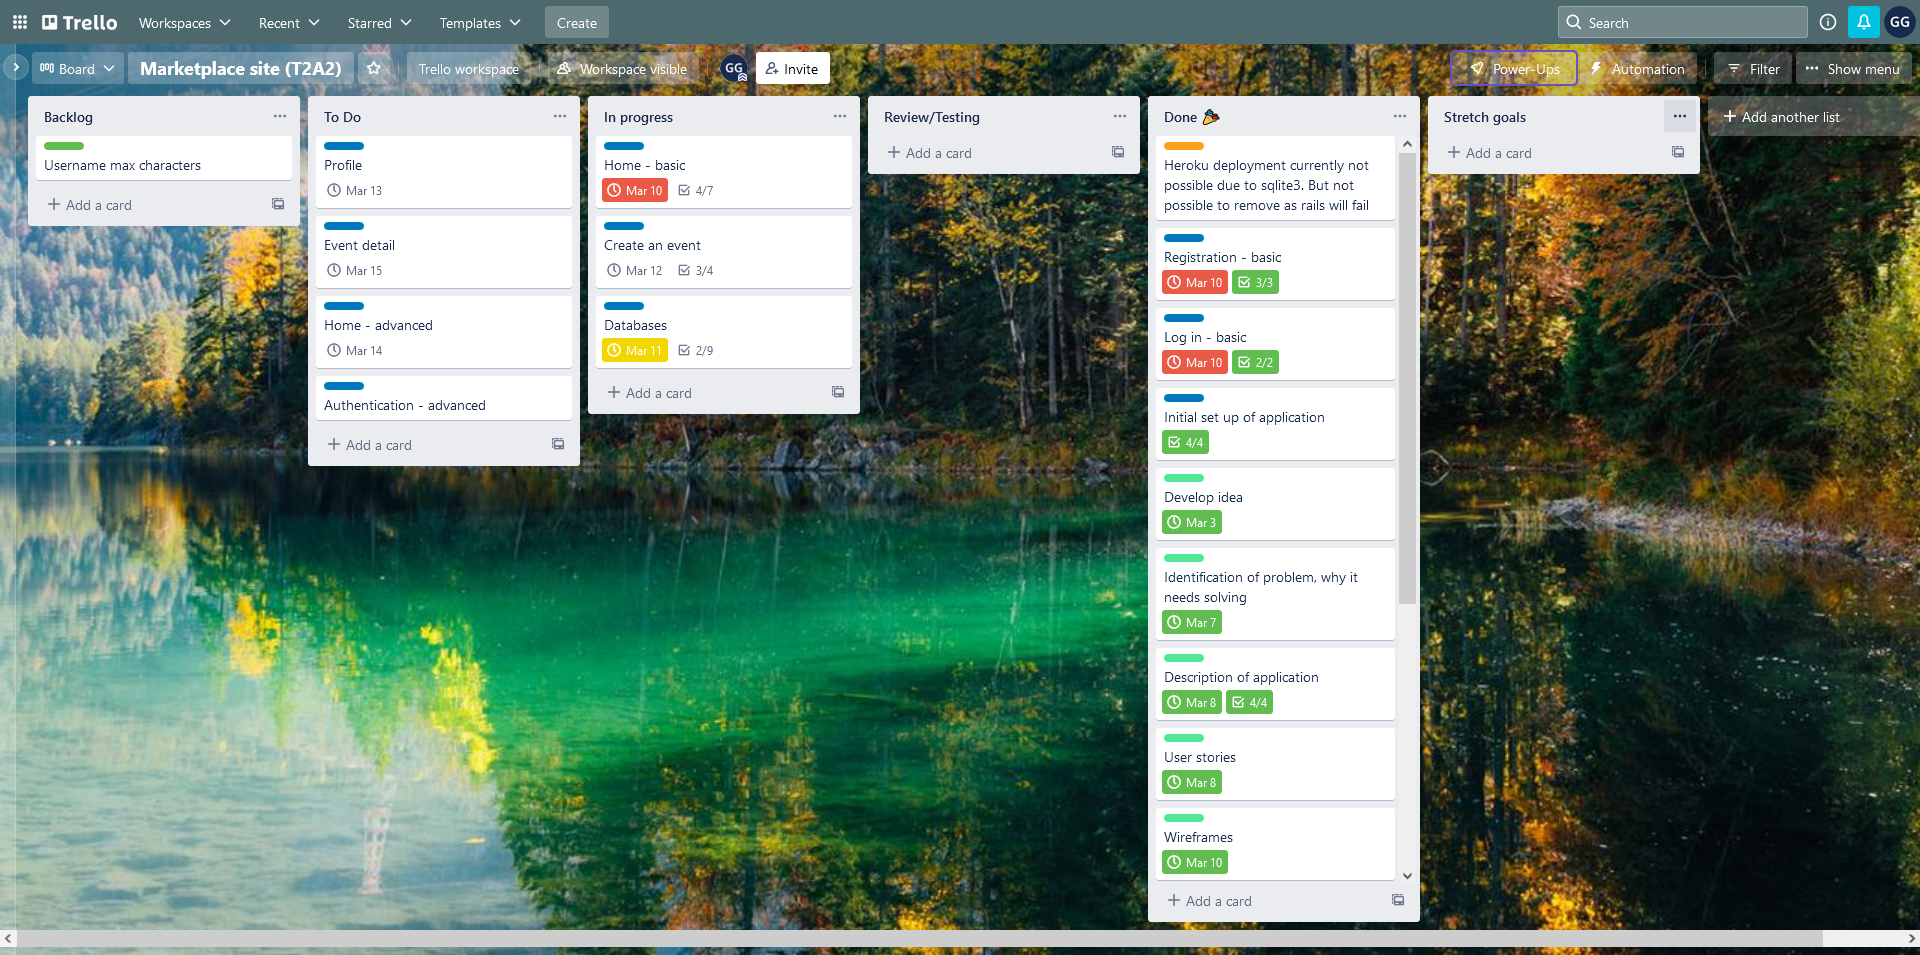 Trello
Workspaces
Recent
Starred
Templates
Create
Search
GG
Board
Marketplace site (T2A2)
Trello workspace
Workspace visible
GG
Invite
Power-Ups
Automation
Filter
Show menu
Backlog
Username max characters
Add a card
To Do
Profile
Mar 13
Event detail
Mar 15
Home - advanced
Mar 14
Authentication - advanced
Add a card
In progress
Home - basic
Mar 10 4/7
Create an event
Mar 12 3/4
Databases
Mar 11 2/9
Add a card
Review/Testing
Add a card
Done
Heroku deployment currently not
possible due to sqlite3. But not
possible to remove as rails will fail
Registration - basic
Mar 10 3/3
Log in - basic
Mar 10 2/2
Initial set up of application
4/4
Develop idea
Mar 3
Identification of problem, why it
needs solving
Mar 7
Description of application
Mar 8 4/4
User stories
Mar 8
Wireframes
Mar 10
Add a card
Stretch goals
Add a card
Add another list